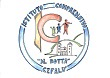 ISTITUTO COMPRENSIVO
"N. BOTTA"
CEFALÙ